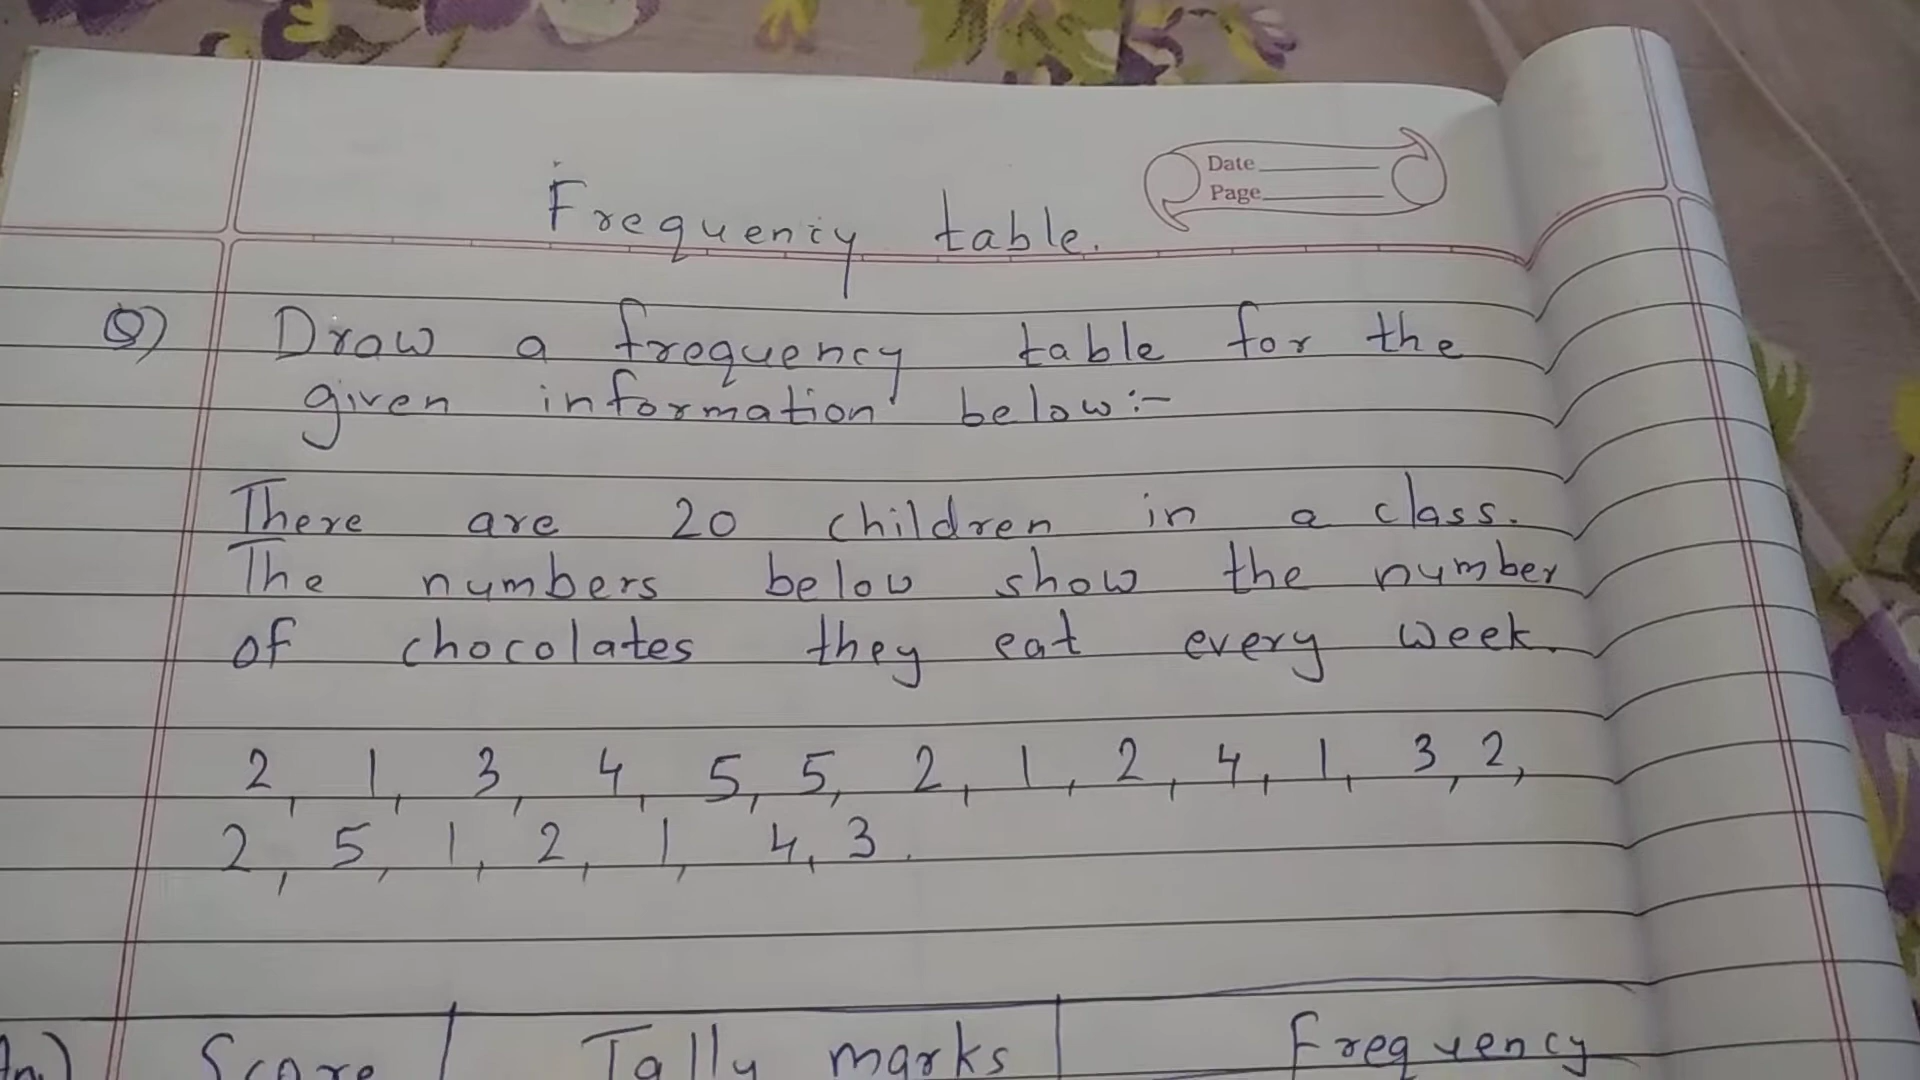 Date
Page
Frequency table.
Q) Draw a frequency table for the
given information below:-
There are 20 children in a class.
The numbers below show the number
of chocolates they eat every week.
2, 1, 3, 4, 5, 5, 2, 1, 2, 4, 1, 3, 2,
2, 5, 1, 2, 1, 4, 3.
An) Score Tally marks Frequency